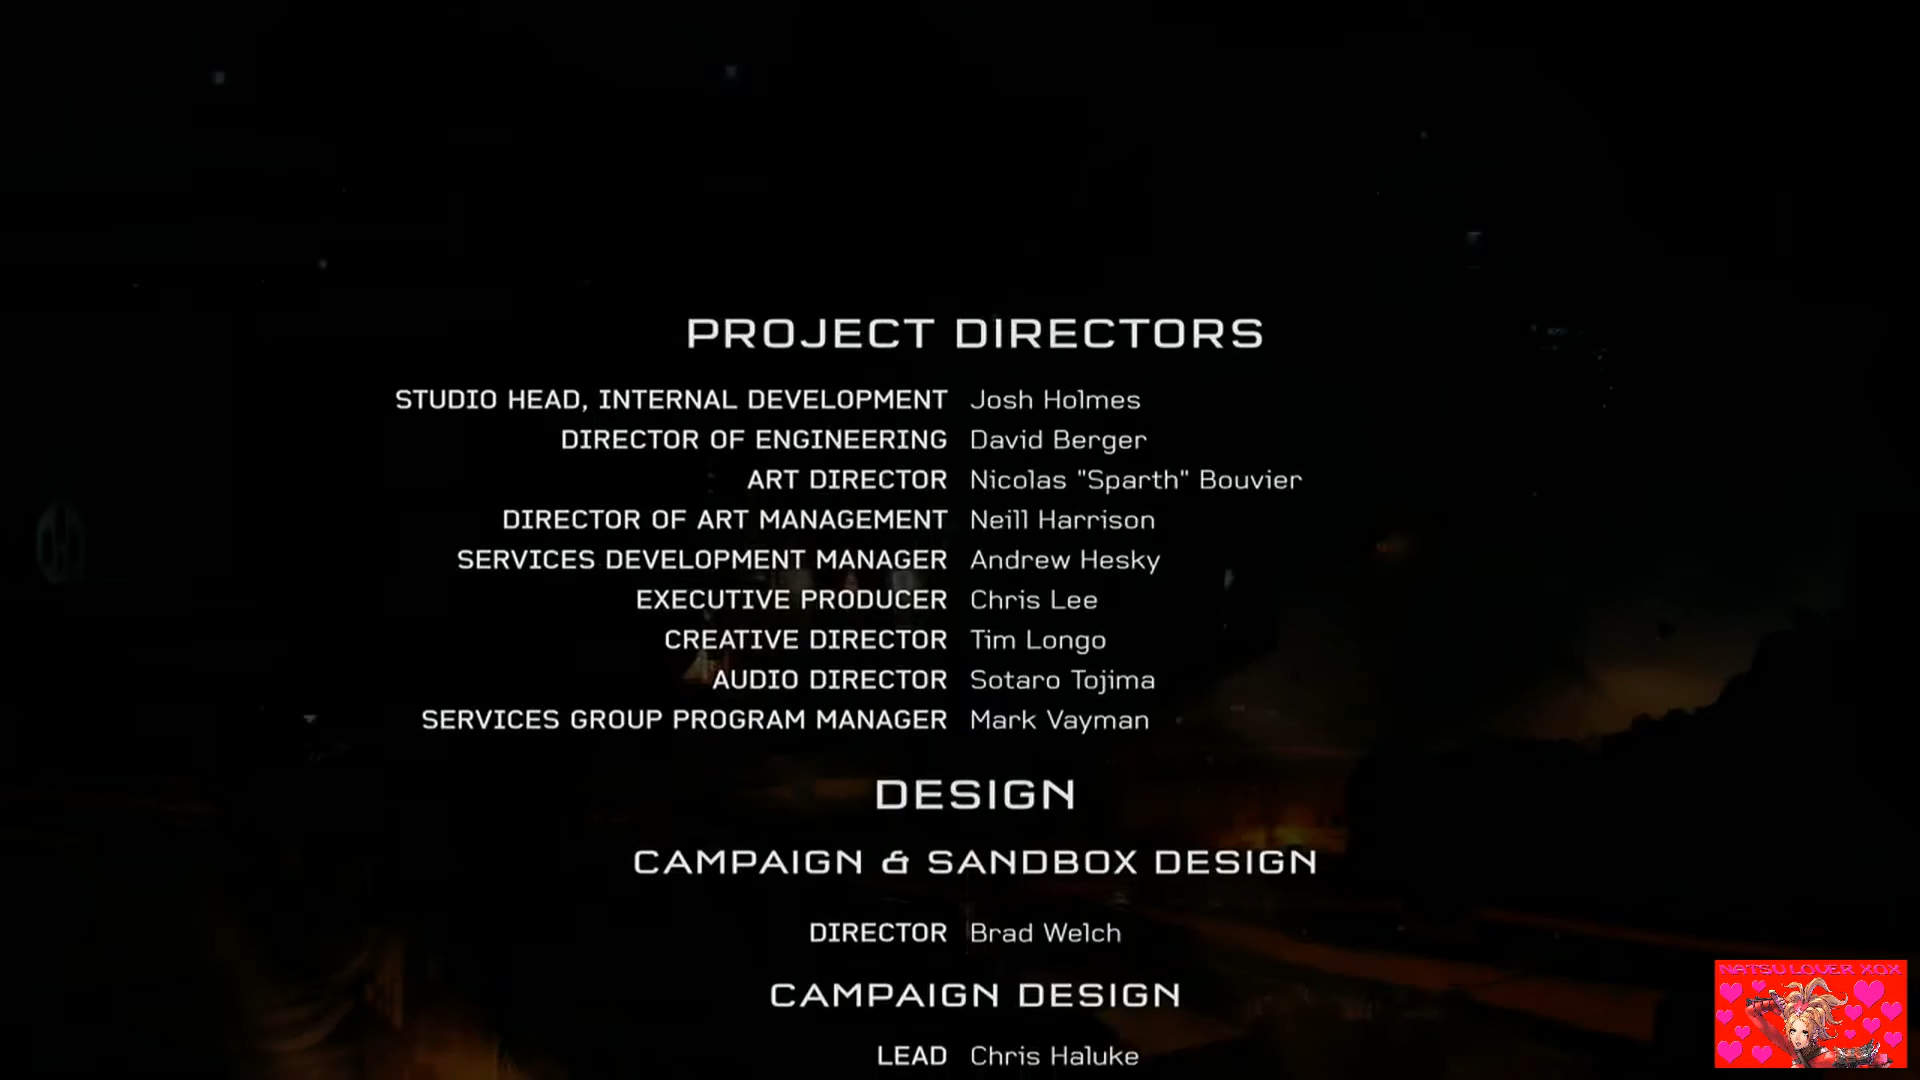 PROJECT DIRECTORS
STUDIO HEAD, INTERNAL DEVELOPMENT Josh Holmes
DIRECTOR OF ENGINEERING David Berger
ART DIRECTOR Nicolas "Sparth" Bouvier
DIRECTOR OF ART MANAGEMENT Neill Harrison
SERVICES DEVELOPMENT MANAGER Andrew Hesky
EXECUTIVE PRODUCER Chris Lee
CREATIVE DIRECTOR Tim Longo
AUDIO DIRECTOR Sotaro Tojima
SERVICES GROUP PROGRAM MANAGER Mark Vayman
DESIGN
CAMPAIGN & SANDBOX DESIGN
DIRECTOR Brad Welch
CAMPAIGN DESIGN
LEAD Chris Haluke
NATSU LOVER XOX